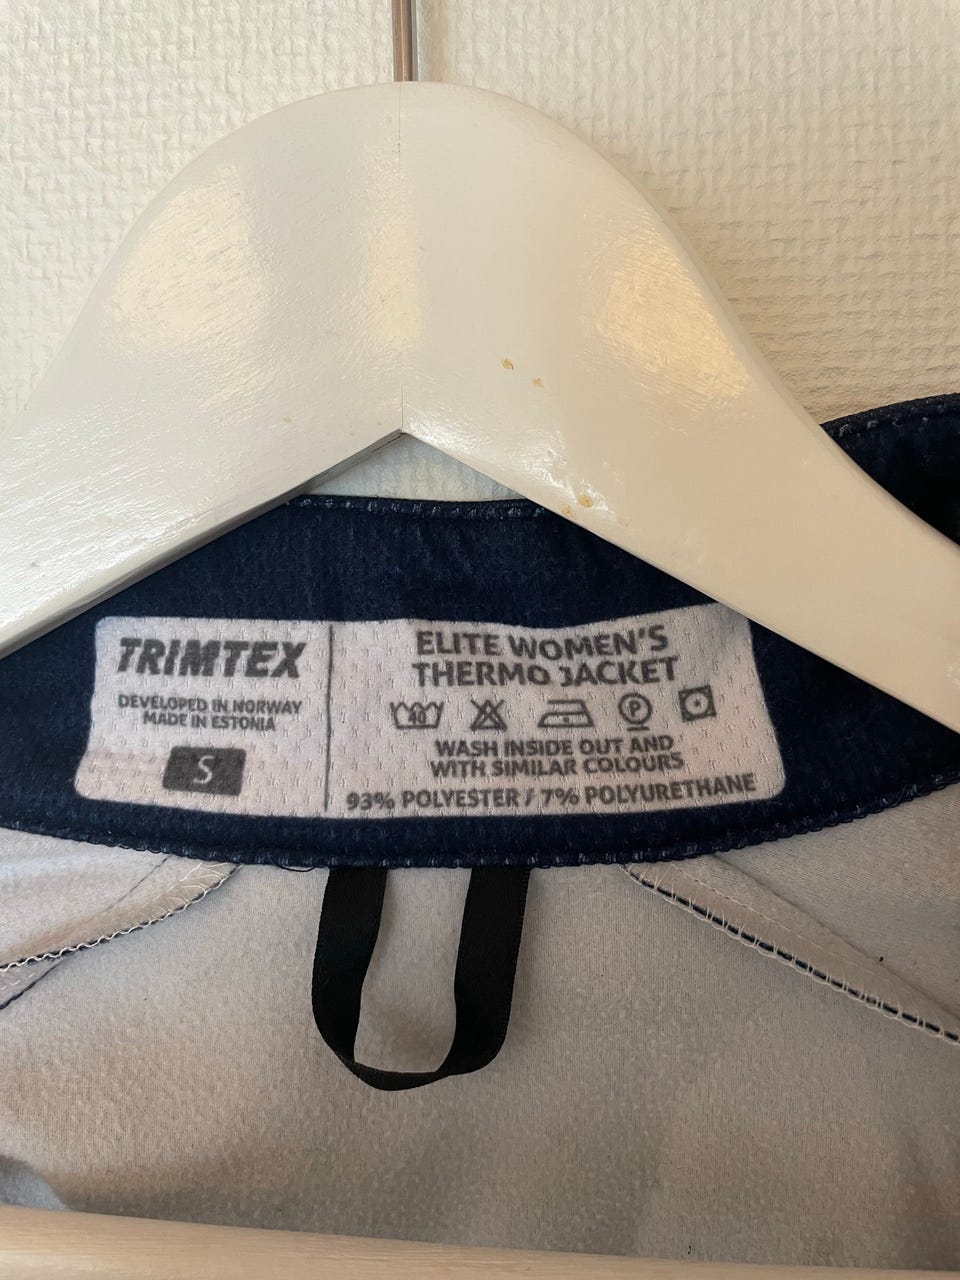 TRIMTEX
DEVELOPED IN NORWAY
MADE IN ESTONIA
S
ELITE WOMEN'S
THERMO JACKET
40 P
WASH INSIDE OUT AND
WITH SIMILAR COLOURS
93% POLYESTER / 7% POLYURETHANE